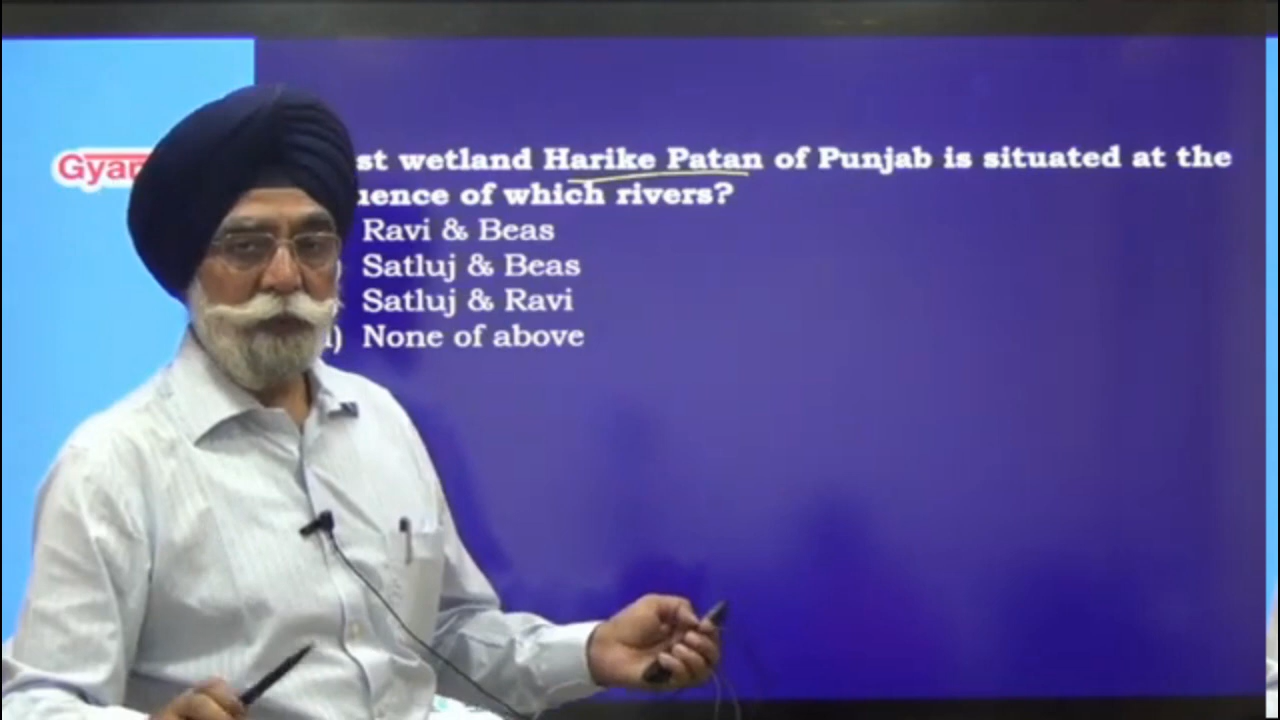 Gyan
st wetland Harike Patan of Punjab is situated at the
uence of which rivers?
Ravi & Beas
) Satluj & Beas
Satluj & Ravi
) None of above